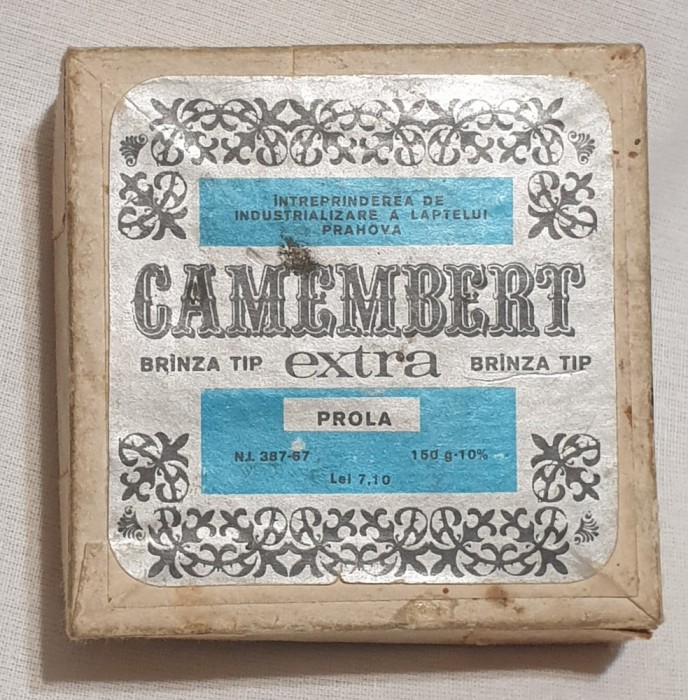 ÎNTREPRINDEREA DE
INDUSTRIALIZARE A LAPTELUI
PRAHOVA
CAMEMBERT
BRÎNZA TIP extra BRÎNZA TIP
PROLA
N.I. 387-67 150 g-10%
Lei 7,10